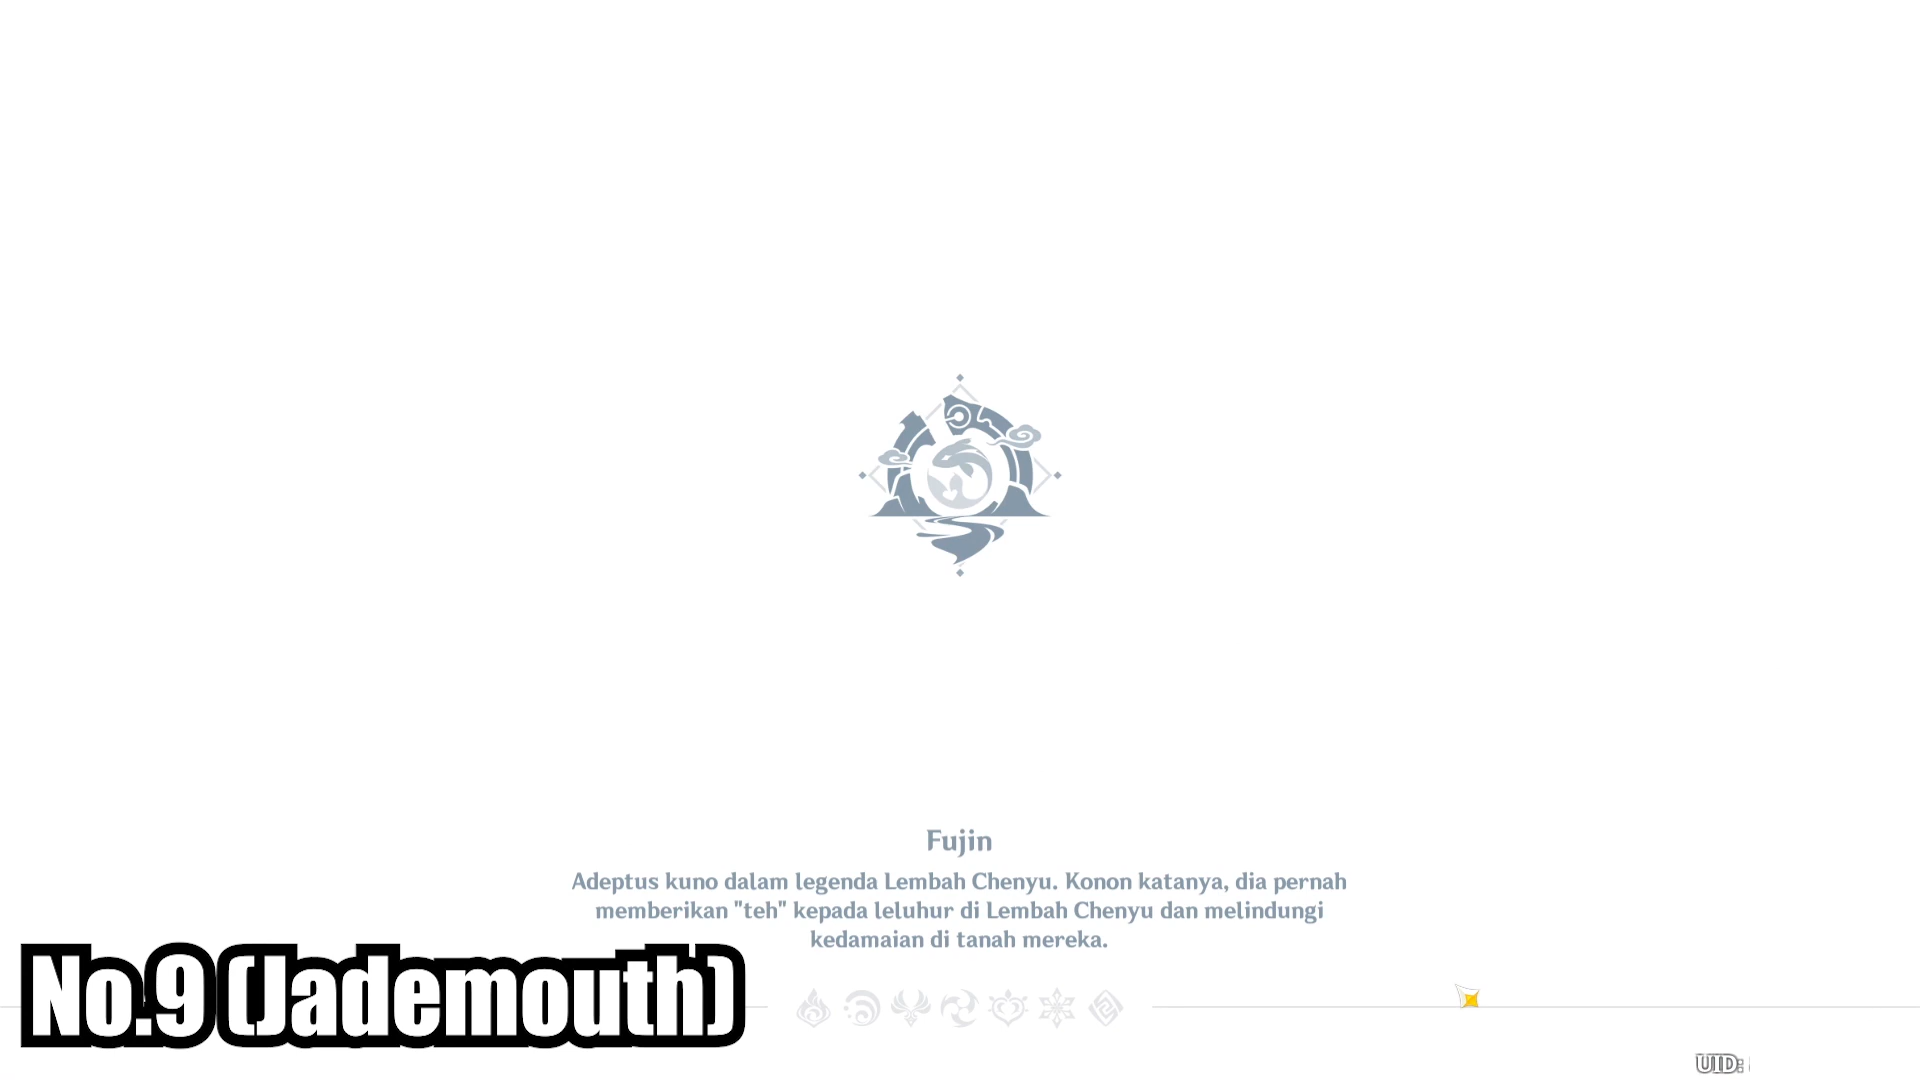 Fujin
Adeptus kuno dalam legenda Lembah Chenyu. Konon katanya, dia pernah
memberikan "teh" kepada leluhur di Lembah Chenyu dan melindungi
kedamaian di tanah mereka.
No.9 (Jademouth)
UID: